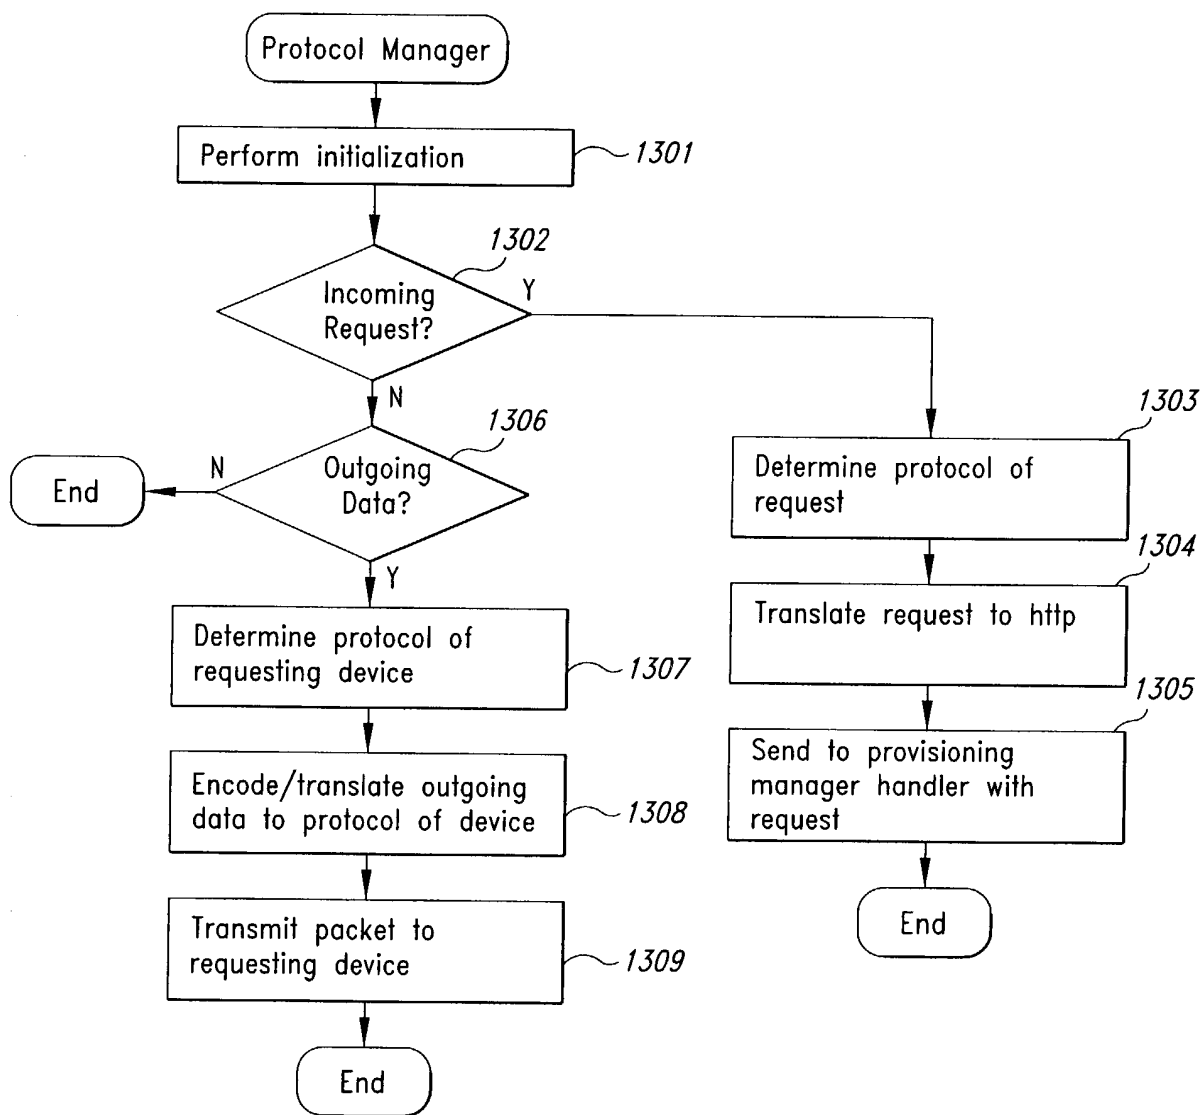 Protocol Manager
Perform initialization
1301
1302
Incoming
Request?
Y
N
1306
Outgoing
Data?
N
End
Y
Determine protocol of
requesting device
1307
Encode/translate outgoing
data to protocol of device
1308
Transmit packet to
requesting device
1309
End
1303
Determine protocol of
request
1304
Translate request to http
1305
Send to provisioning
manager handler with
request
End